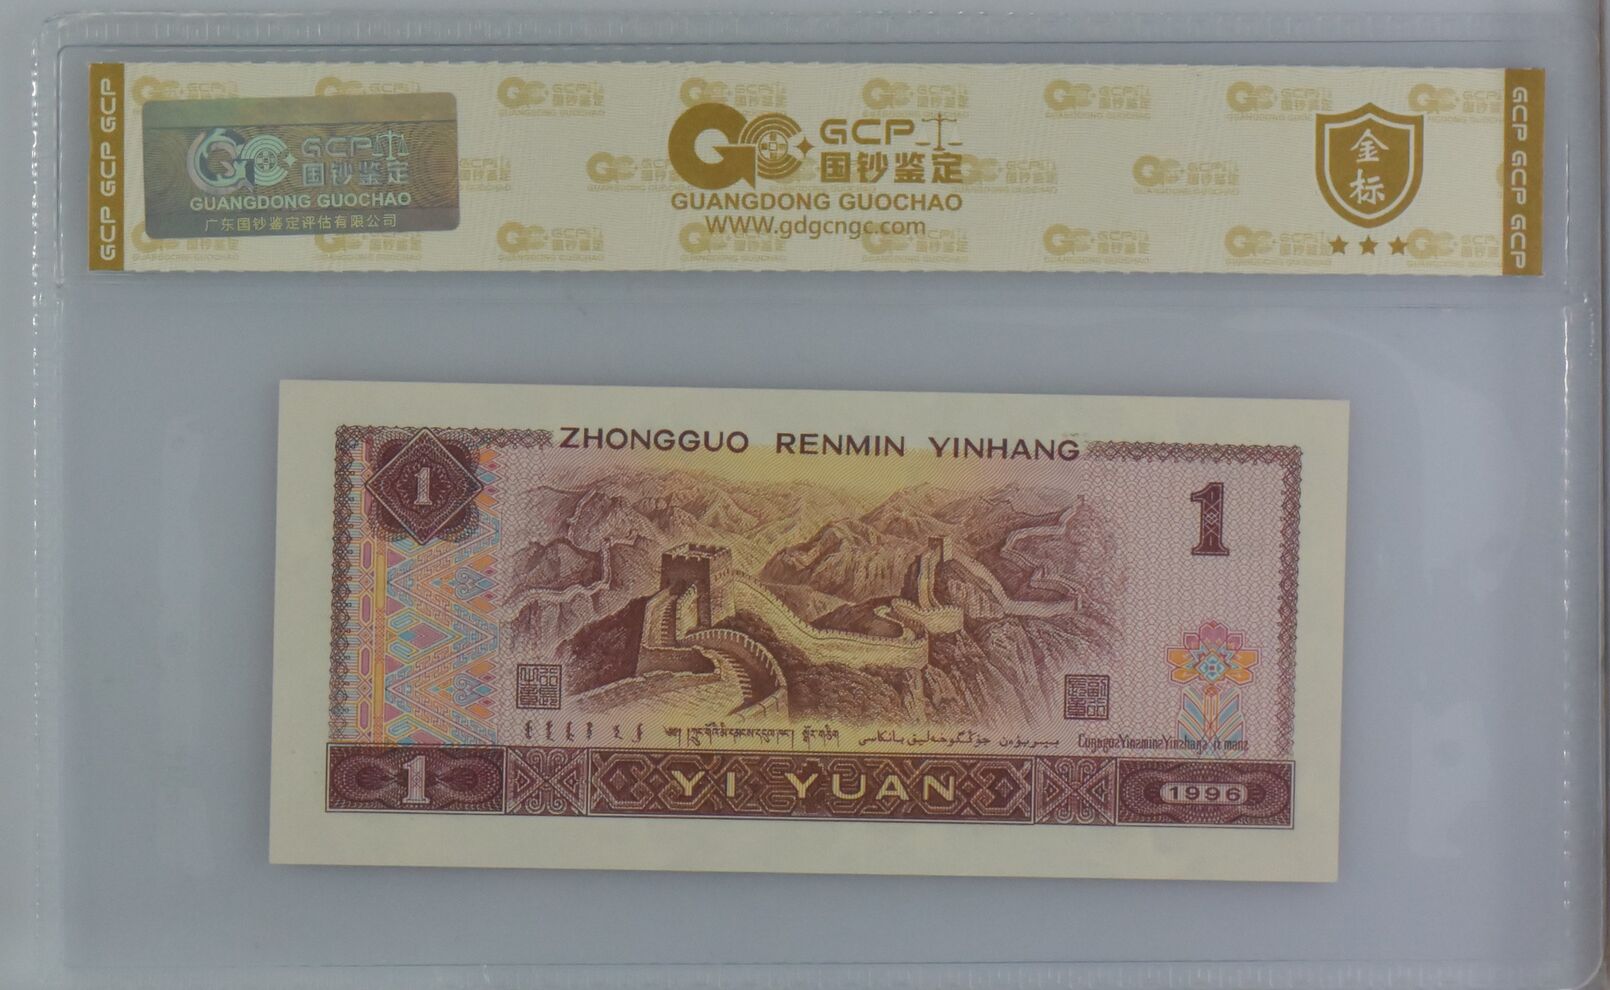 GCP GCP GCP
GCP
国钞鉴定
GUANGDONG GUOCHAO
广东国钞鉴定评估有限公司
GCP
国钞鉴定
GUANGDONG GUOCHAO
WWW.gdgcngc.com
金标
GCP GCP GCP
ZHONGGUO RENMIN YINHANG
1
1
1
YI YUAN
1996